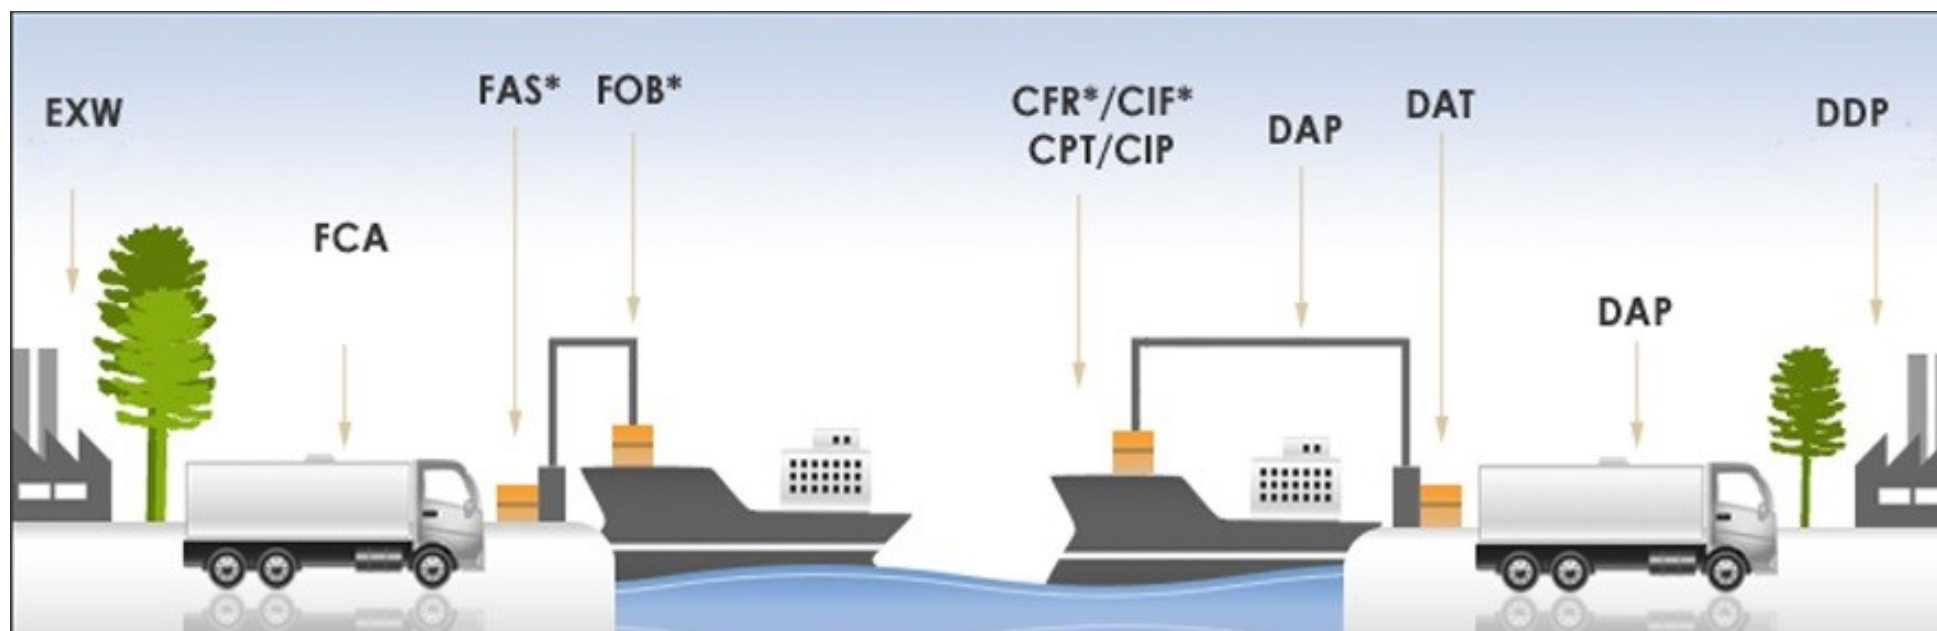 EXW
FCA
FAS*
FOB*
CFR*/CIF*
CPT/CIP
DAP
DAT
DAP
DDP